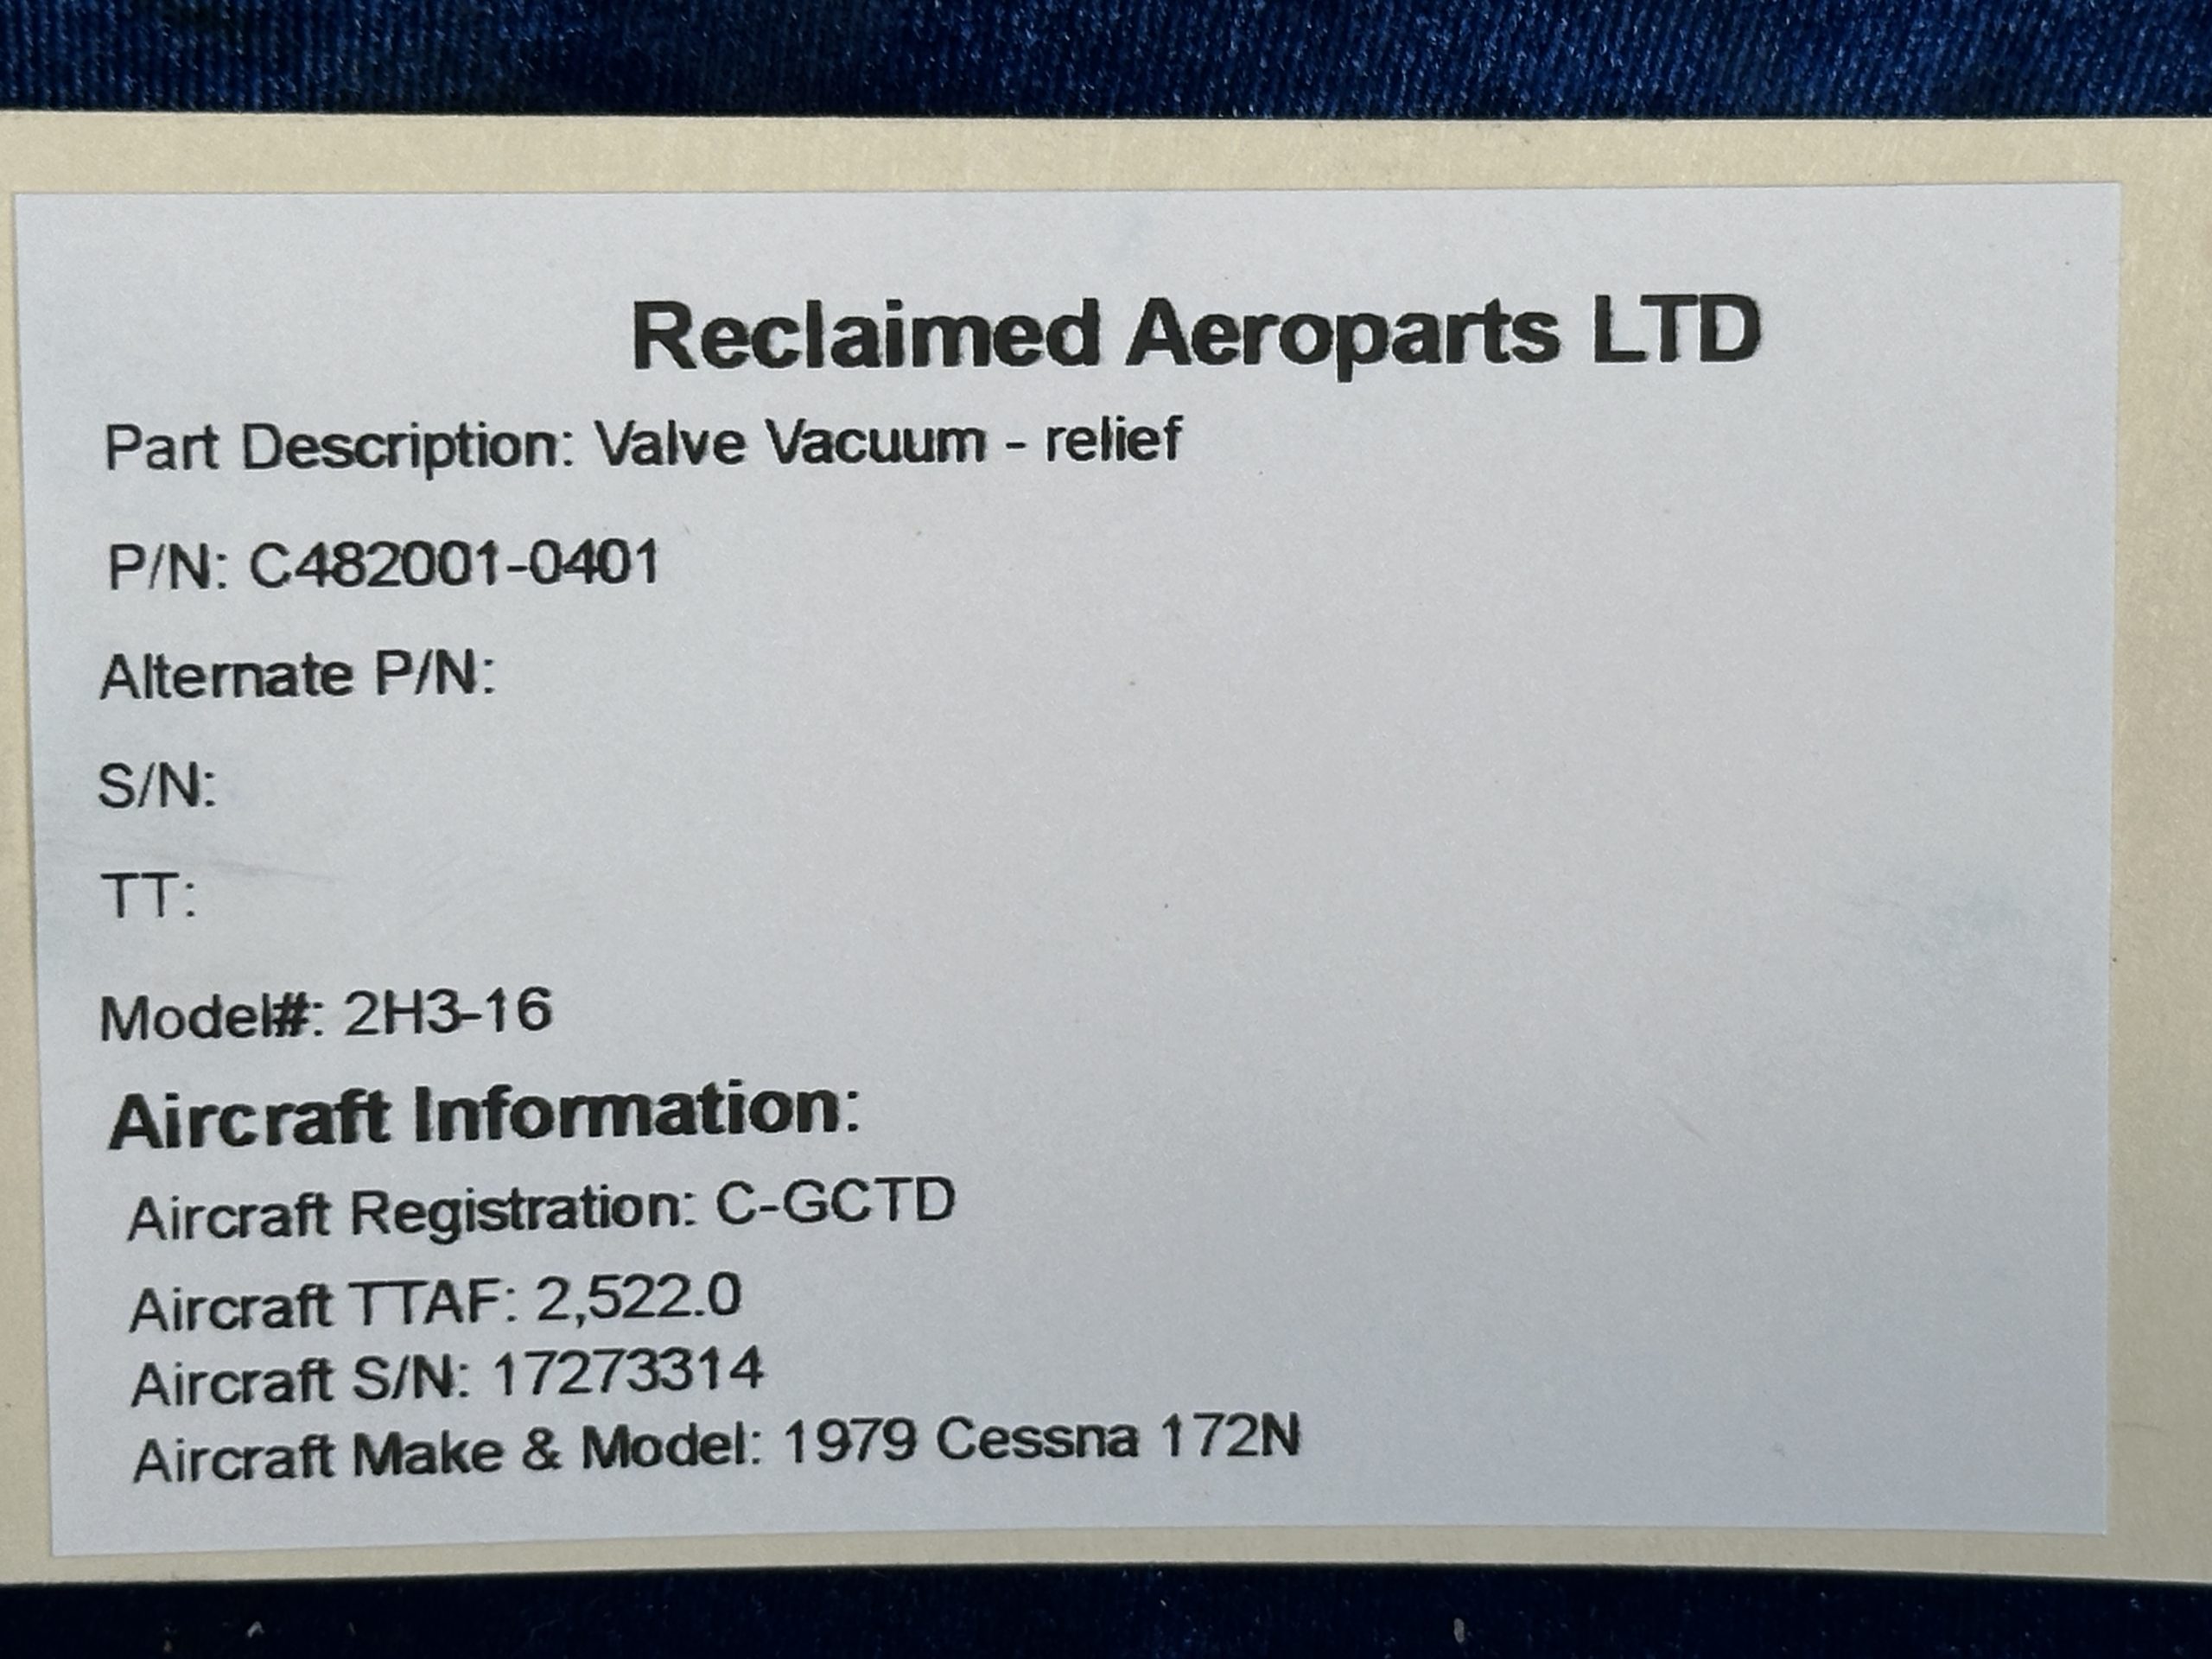 Reclaimed Aeroparts LTD
Part Description: Valve Vacuum - relief
P/N: C482001-0401
Alternate P/N:
S/N:
TT:
Model#: 2H3-16
Aircraft Information:
Aircraft Registration: C-GCTD
Aircraft TTAF: 2,522.0
Aircraft S/N: 17273314
Aircraft Make & Model: 1979 Cessna 172N